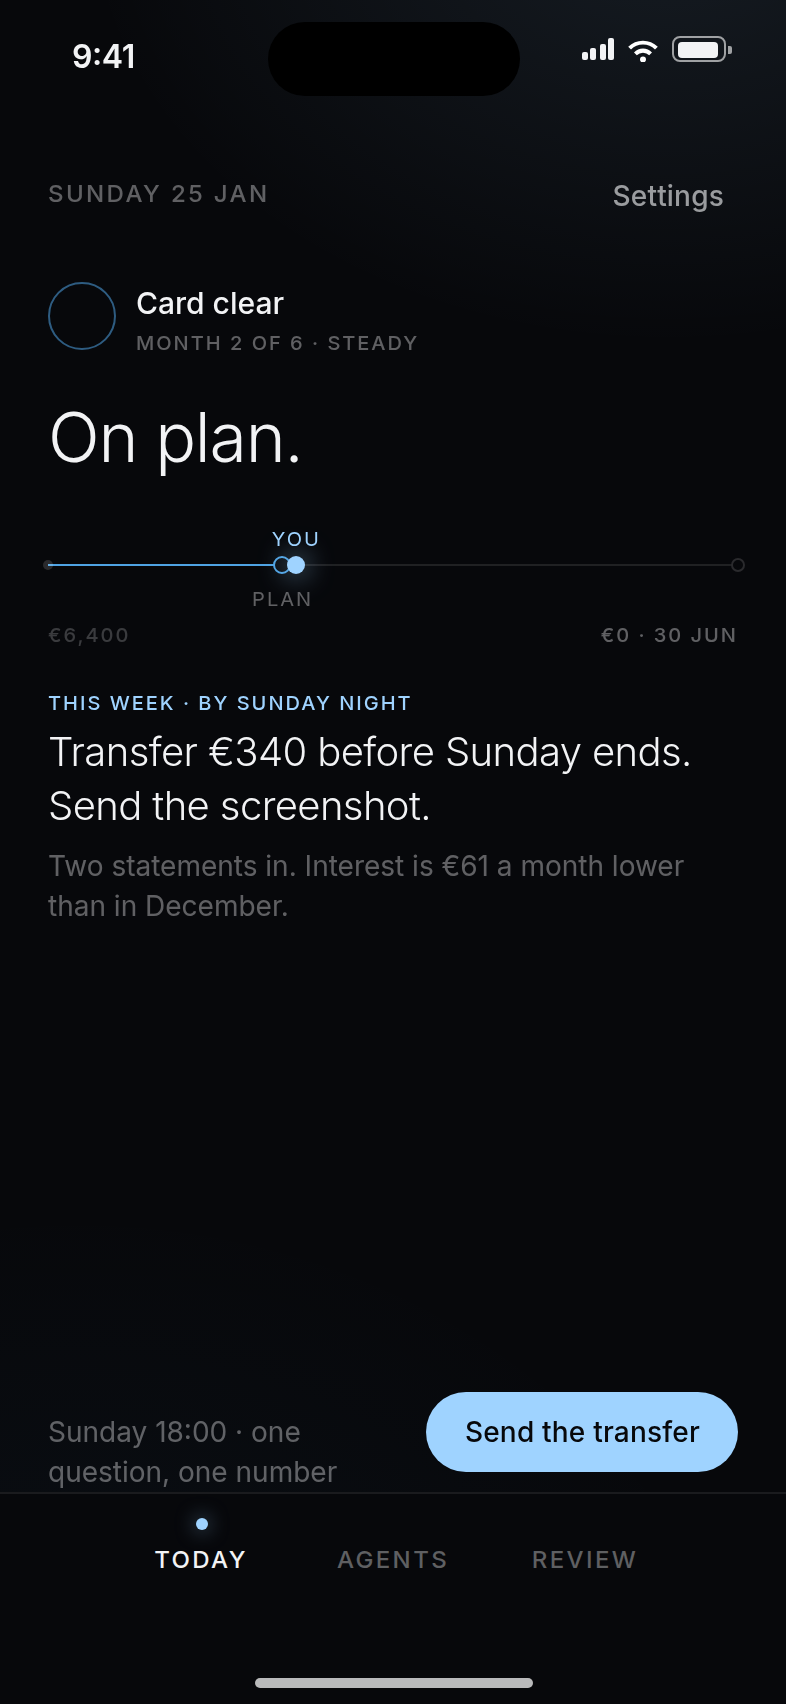 9:41
SUNDAY 25 JAN
Settings
Card clear
MONTH 2 OF 6 · STEADY
On plan.
YOU
PLAN
€6,400
€0 · 30 JUN
THIS WEEK · BY SUNDAY NIGHT
Transfer €340 before Sunday ends.
Send the screenshot.
Two statements in. Interest is €61 a month lower
than in December.
Sunday 18:00 · one
question, one number
Send the transfer
TODAY
AGENTS
REVIEW